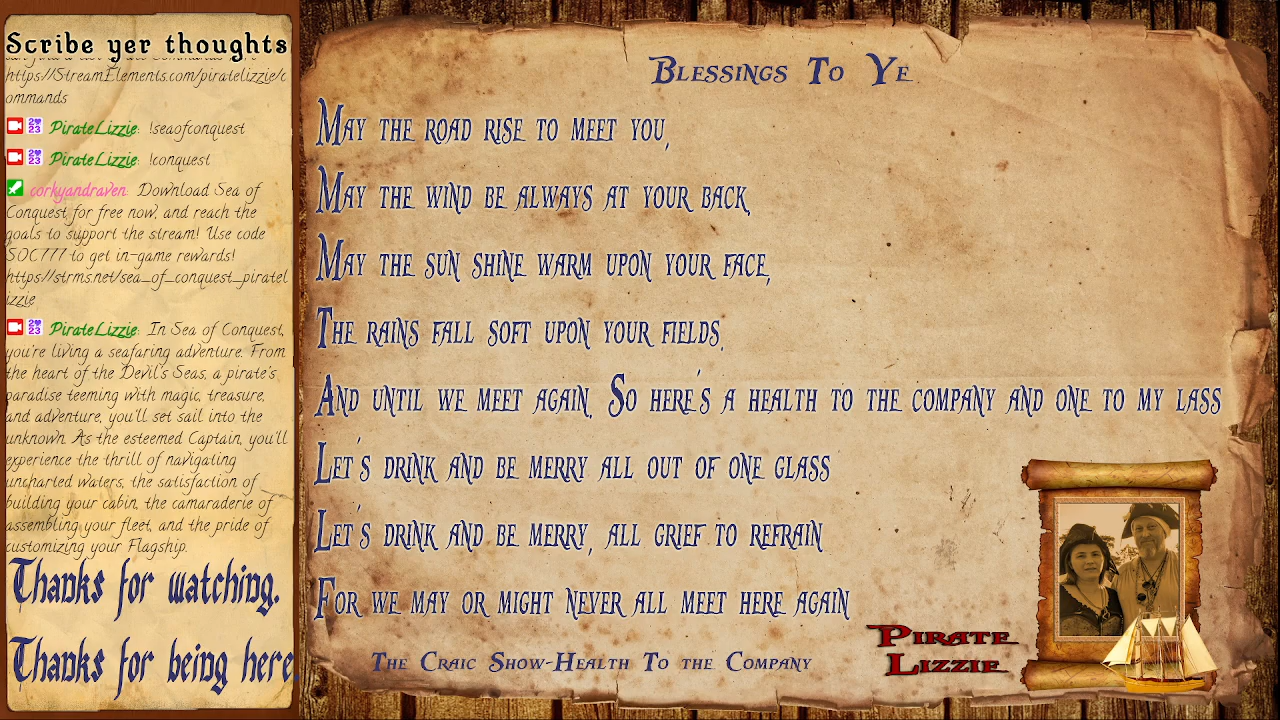 Scribe yer thoughts
https://StreamElements.com/piratelizzie/c
ommands
PirateLizzie: !seaofconquest
PirateLizzie: !conquest
corkyandraven: Download Sea of
Conquest for free now, and reach the
goals to support the stream! Use code
SOC777 to get in-game rewards!
https://strms.net/sea_of_conquest_piratel
izzie
PirateLizzie: In Sea of Conquest,
you're living a seafaring adventure. From
the heart of the Devil's Seas, a pirate's
paradise teeming with magic, treasure,
and adventure, you'll set sail into the
unknown. As the esteemed Captain, you'll
experience the thrill of navigating
uncharted waters, the satisfaction of
building your cabin, the camaraderie of
assembling your fleet, and the pride of
customizing your Flagship.
Thanks for watching.
Thanks for being here.
Blessings To Ye
May the road rise to meet you,
May the wind be always at your back,
May the sun shine warm upon your face,
The rains fall soft upon your fields,
And until we meet again. So here's a health to the company and one to my lass
Let's drink and be merry all out of one glass
Let's drink and be merry, all grief to refrain
For we may or might never all meet here again
The Craic Show-Health To the Company
Pirate
Lizzie